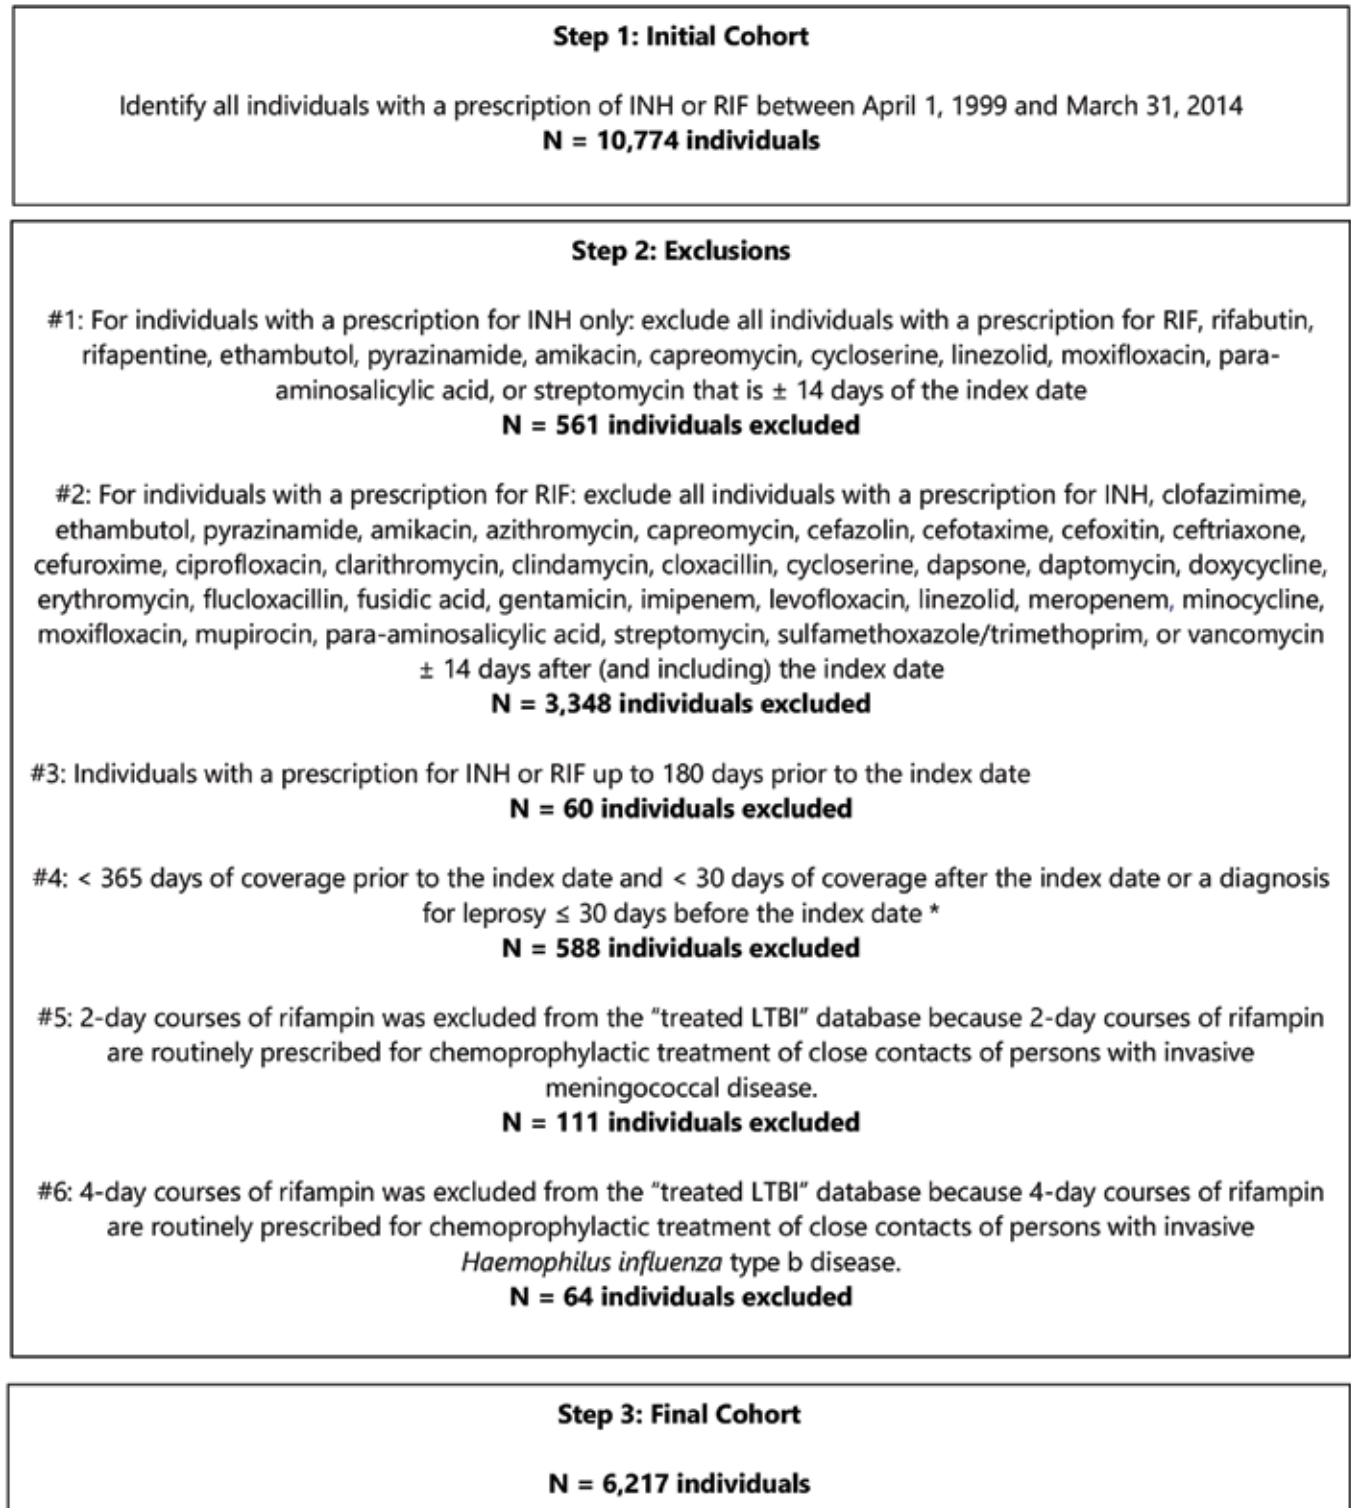 Step 1: Initial Cohort
Identify all individuals with a prescription of INH or RIF between April 1, 1999 and March 31, 2014
N = 10,774 individuals
Step 2: Exclusions
#1: For individuals with a prescription for INH only: exclude all individuals with a prescription for RIF, rifabutin,
rifapentine, ethambutol, pyrazinamide, amikacin, capreomycin, cycloserine, linezolid, moxifloxacin, para-
aminosalicylic acid, or streptomycin that is ± 14 days of the index date
N = 561 individuals excluded
#2: For individuals with a prescription for RIF: exclude all individuals with a prescription for INH, clofazimime,
ethambutol, pyrazinamide, amikacin, azithromycin, capreomycin, cefazolin, cefotaxime, cefoxitin, ceftriaxone,
cefuroxime, ciprofloxacin, clarithromycin, clindamycin, cloxacillin, cycloserine, dapsone, daptomycin, doxycycline,
erythromycin, flucloxacillin, fusidic acid, gentamicin, imipenem, levofloxacin, linezolid, meropenem, minocycline,
moxifloxacin, mupirocin, para-aminosalicylic acid, streptomycin, sulfamethoxazole/trimethoprim, or vancomycin
± 14 days after (and including) the index date
N = 3,348 individuals excluded
#3: Individuals with a prescription for INH or RIF up to 180 days prior to the index date
N = 60 individuals excluded
#4: < 365 days of coverage prior to the index date and < 30 days of coverage after the index date or a diagnosis
for leprosy ≤ 30 days before the index date *
N = 588 individuals excluded
#5: 2-day courses of rifampin was excluded from the "treated LTBI" database because 2-day courses of rifampin
are routinely prescribed for chemoprophylactic treatment of close contacts of persons with invasive
meningococcal disease.
N = 111 individuals excluded
#6: 4-day courses of rifampin was excluded from the "treated LTBI" database because 4-day courses of rifampin
are routinely prescribed for chemoprophylactic treatment of close contacts of persons with invasive
Haemophilus influenza type b disease.
N = 64 individuals excluded
Step 3: Final Cohort
N = 6,217 individuals